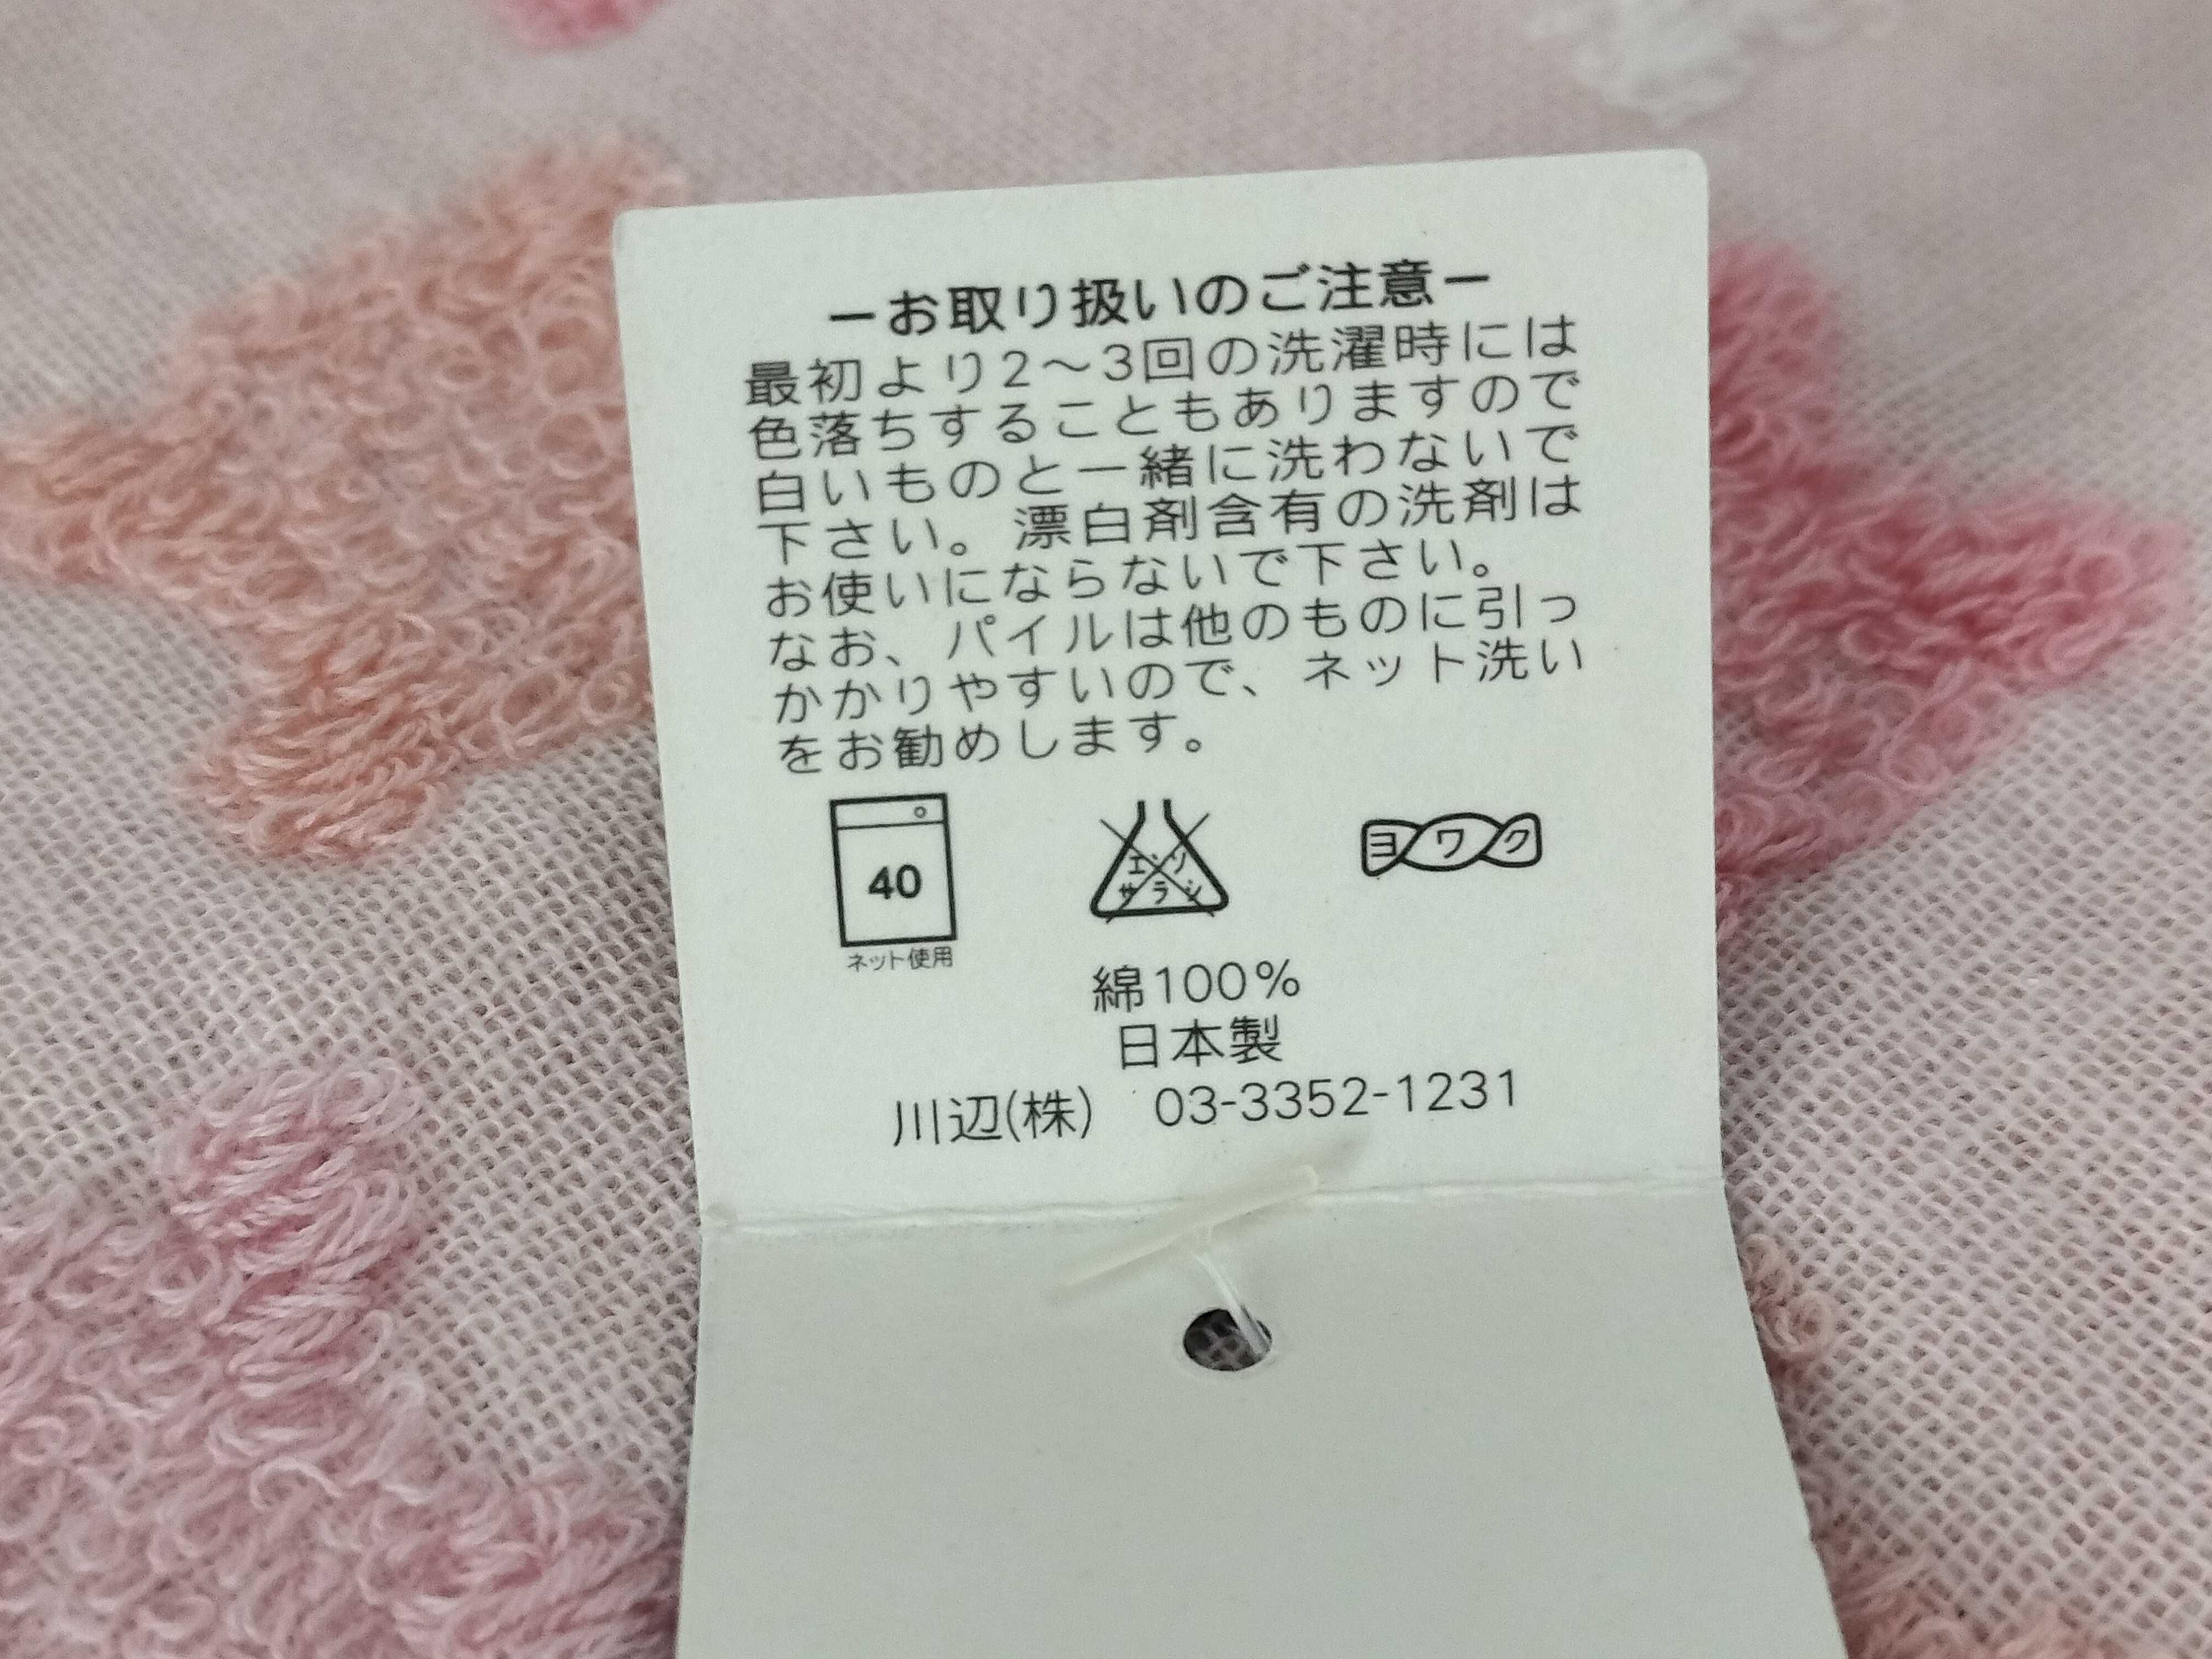 ーお取り扱いのご注意ー
最初より2～3回の洗濯時には
色落ちすることもありますので
白いものと一緒に洗わないで
下さい。漂白剤含有の洗剤は
お使いにならないで下さい。
なお、パイルは他のものに引っ
かかりやすいので、ネット洗い
をお勧めします。
40
エンソ
サラシ
ヨワク
ネット使用
綿100%
日本製
川辺(株) 03-3352-1231